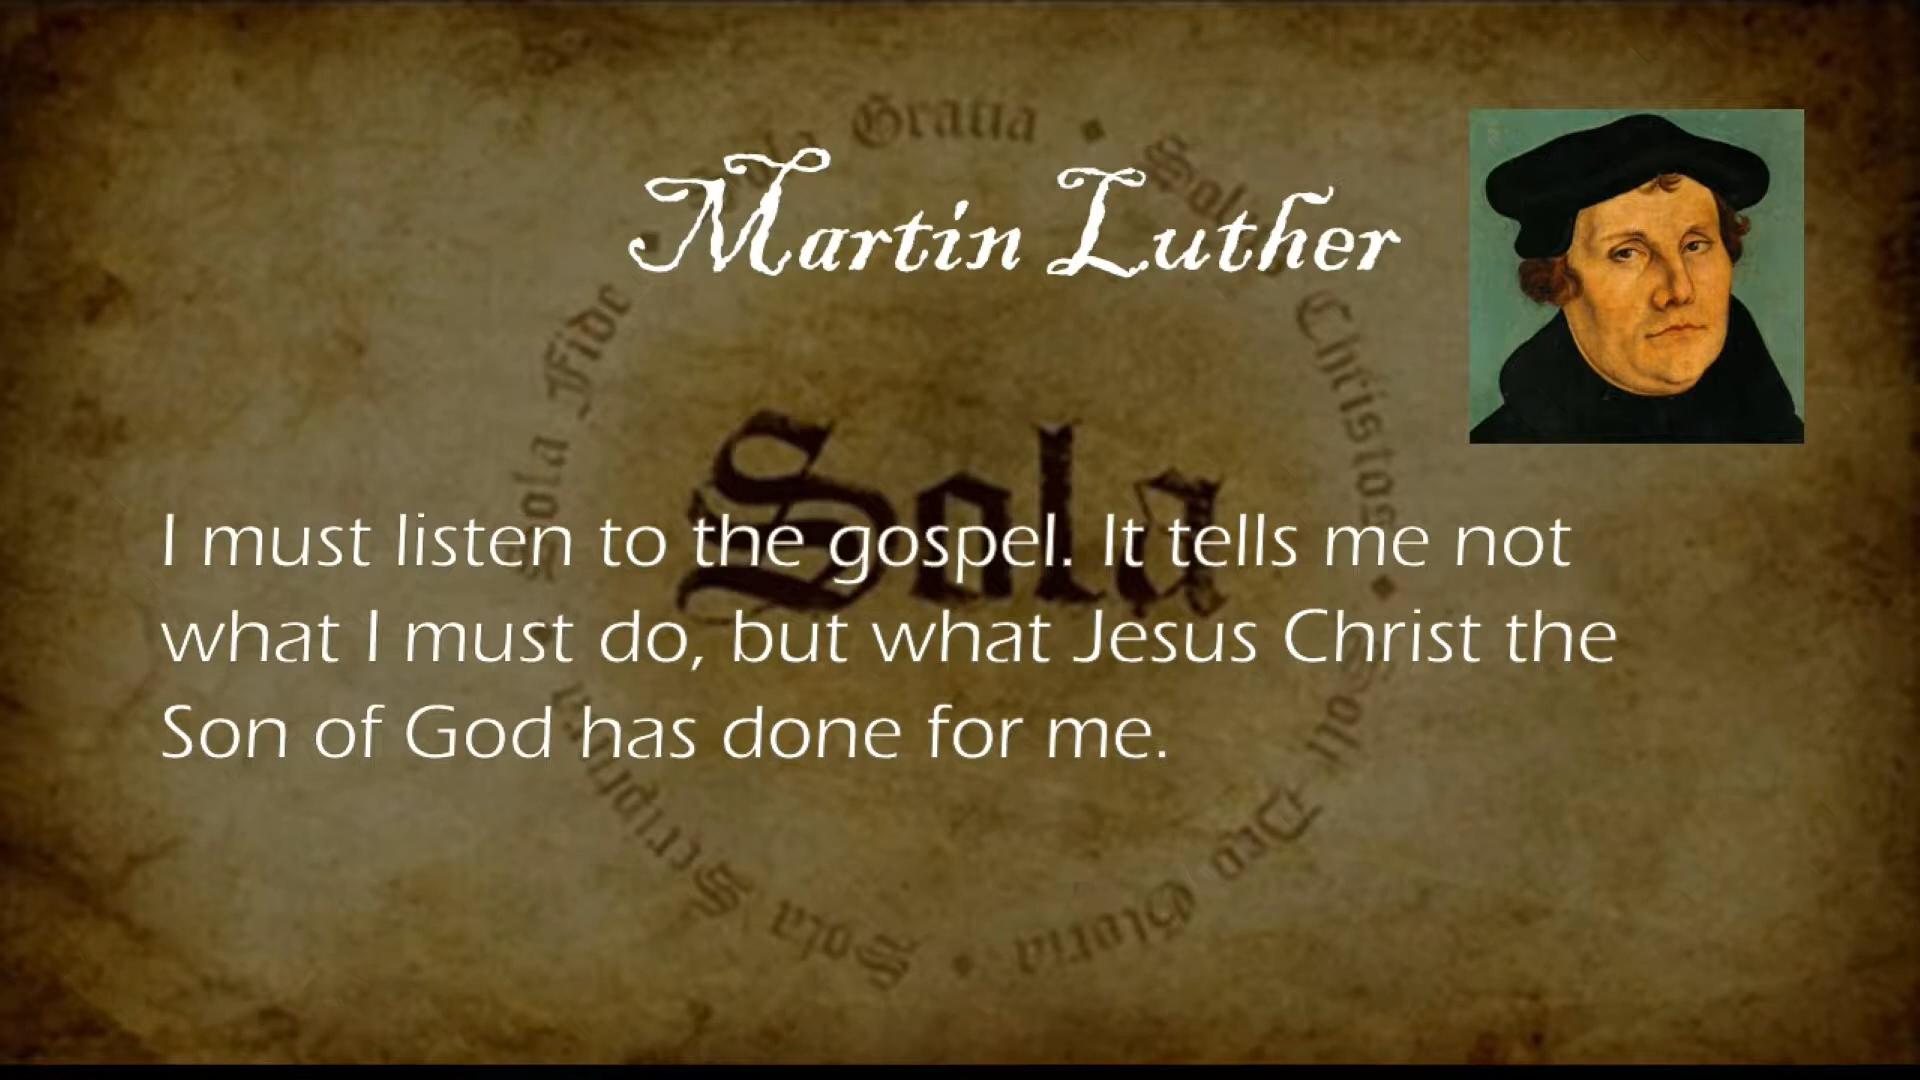 Martin Luther
I must listen to the gospel. It tells me not
what I must do, but what Jesus Christ the
Son of God has done for me.
Sola
Sola Fide
Sola Gratia
Solus Christos
Soli Deo Gloria
Sola Scriptura